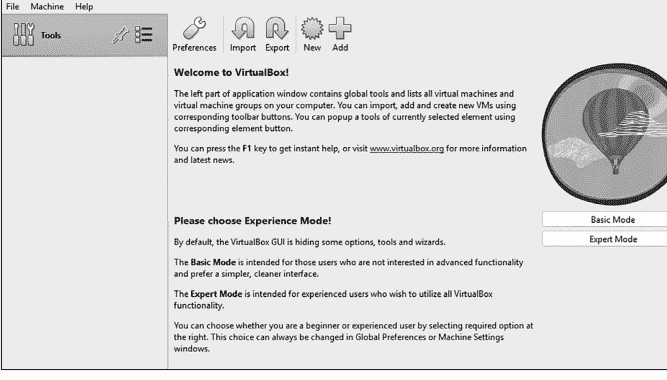 File Machine Help
Tools
Preferences Import Export New Add
Welcome to VirtualBox!
The left part of application window contains global tools and lists all virtual machines and
virtual machine groups on your computer. You can import, add and create new VMs using
corresponding toolbar buttons. You can popup a tools of currently selected element using
corresponding element button.
You can press the F1 key to get instant help, or visit www.virtualbox.org for more information
and latest news.
Please choose Experience Mode!
By default, the VirtualBox GUI is hiding some options, tools and wizards.
The Basic Mode is intended for those users who are not interested in advanced functionality
and prefer a simpler, cleaner interface.
The Expert Mode is intended for experienced users who wish to utilize all VirtualBox
functionality.
You can choose whether you are a beginner or experienced user by selecting required option at
the right. This choice can always be changed in Global Preferences or Machine Settings
windows.
Basic Mode
Expert Mode